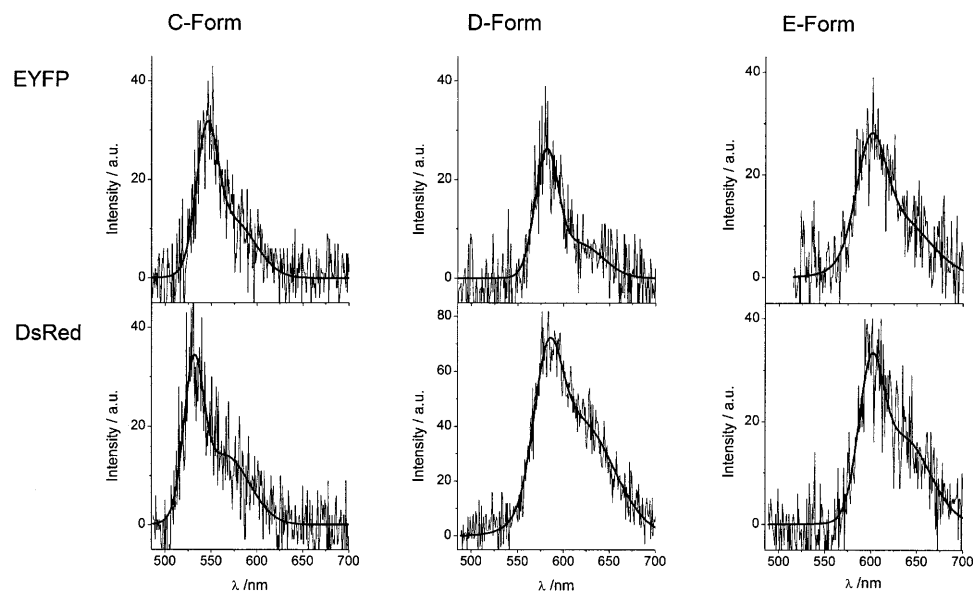 C-Form D-Form E-Form
EYFP
Intensity / a.u. Intensity / a.u. Intensity / a.u.
40 40 40
20 20 20
0 0 0
DsRed
Intensity / a.u. Intensity / a.u. Intensity / a.u.
40 80 40
60
20 40 20
20
0 0 0
500 550 600 650 700 500 550 600 650 700 500 550 600 650 700
λ /nm λ /nm λ /nm